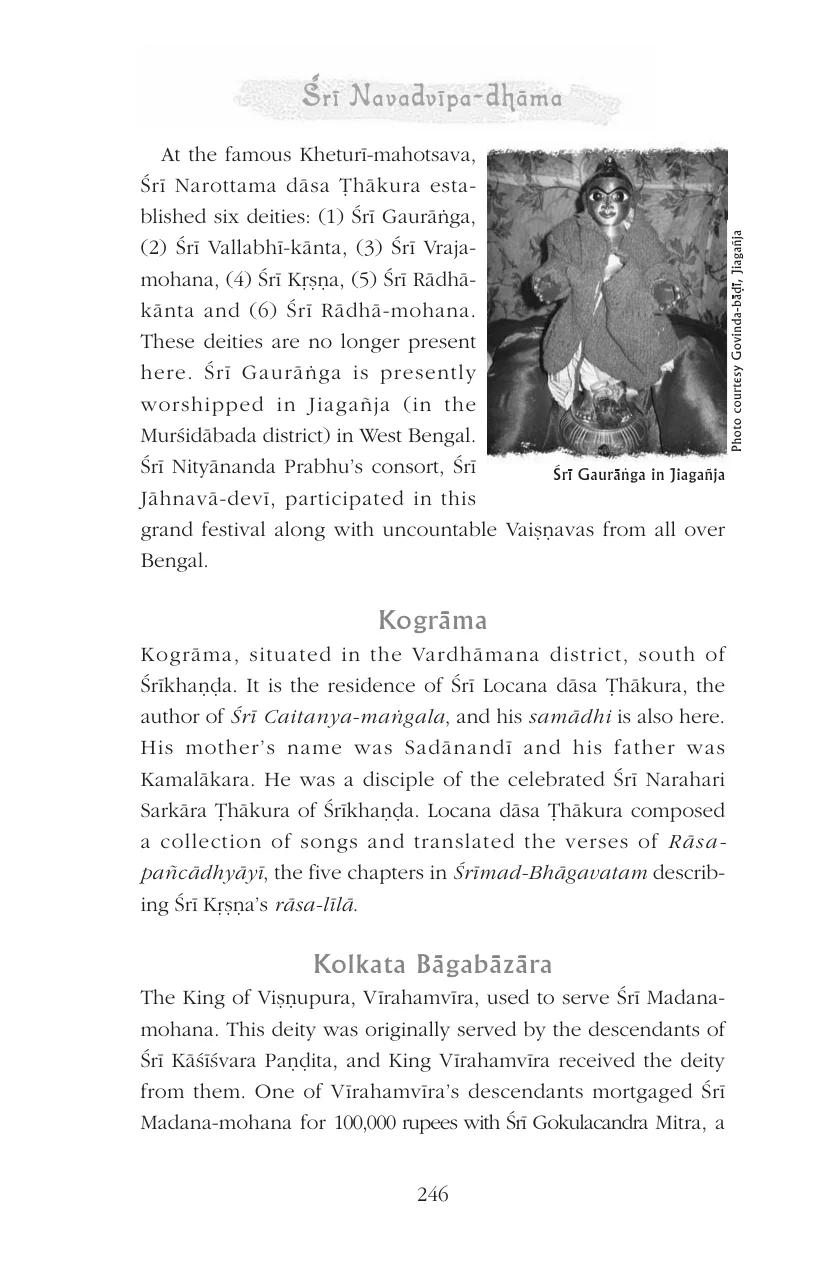 Śrī Navadvīpa-dhāma
At the famous Kheturī-mahotsava,
Śrī Narottama dāsa Ṭhākura esta-
blished six deities: (1) Śrī Gaurāṅga,
(2) Śrī Vallabhī-kānta, (3) Śrī Vraja-
mohana, (4) Śrī Kṛṣṇa, (5) Śrī Rādhā-
kānta and (6) Śrī Rādhā-mohana.
These deities are no longer present
here. Śrī Gaurāṅga is presently
worshipped in Jiagañja (in the
Murśidābada district) in West Bengal.
Śrī Nityānanda Prabhu’s consort, Śrī
Jāhnavā-devī, participated in this
grand festival along with uncountable Vaiṣṇavas from all over
Bengal.
Photo courtesy Govinda-bāḍī, Jiagañja
Śrī Gaurāṅga in Jiagañja
Kogrāma
Kogrāma, situated in the Vardhāmana district, south of
Śrīkhaṇḍa. It is the residence of Śrī Locana dāsa Ṭhākura, the
author of Śrī Caitanya-maṅgala, and his samādhi is also here.
His mother’s name was Sadānandī and his father was
Kamalākara. He was a disciple of the celebrated Śrī Narahari
Sarkāra Ṭhākura of Śrīkhaṇḍa. Locana dāsa Ṭhākura composed
a collection of songs and translated the verses of Rāsa-
pañcādhyāyī, the five chapters in Śrīmad-Bhāgavatam describ-
ing Śrī Kṛṣṇa’s rāsa-līlā.
Kolkata Bāgabāzāra
The King of Viṣṇupura, Vīrahamvīra, used to serve Śrī Madana-
mohana. This deity was originally served by the descendants of
Śrī Kāśīśvara Paṇḍita, and King Vīrahamvīra received the deity
from them. One of Vīrahamvīra’s descendants mortgaged Śrī
Madana-mohana for 100,000 rupees with Śrī Gokulacandra Mitra, a
246